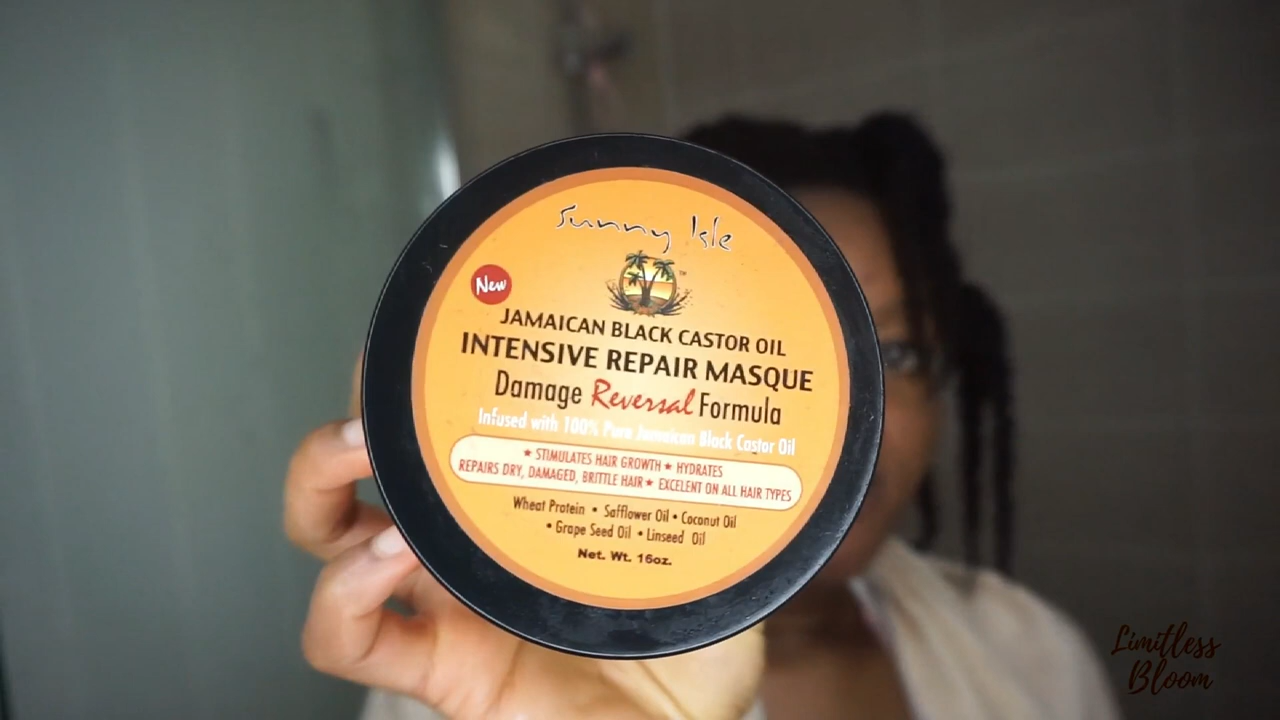 Sunny Isle
TM
New
JAMAICAN BLACK CASTOR OIL
INTENSIVE REPAIR MASQUE
Damage Reversal Formula
Infused with 100% Pure Jamaican Black Castor Oil
★ STIMULATES HAIR GROWTH ★ HYDRATES
REPAIRS DRY, DAMAGED, BRITTLE HAIR ★ EXCELENT ON ALL HAIR TYPES
Wheat Protein • Safflower Oil • Coconut Oil
• Grape Seed Oil • Linseed Oil
Net. Wt. 16oz.
Limitless
Bloom